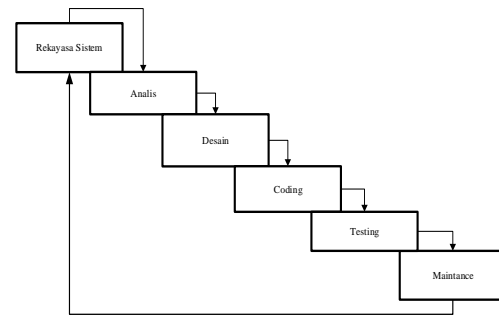 Rekayasa Sistem
Analis
Desain
Coding
Testing
Maintance